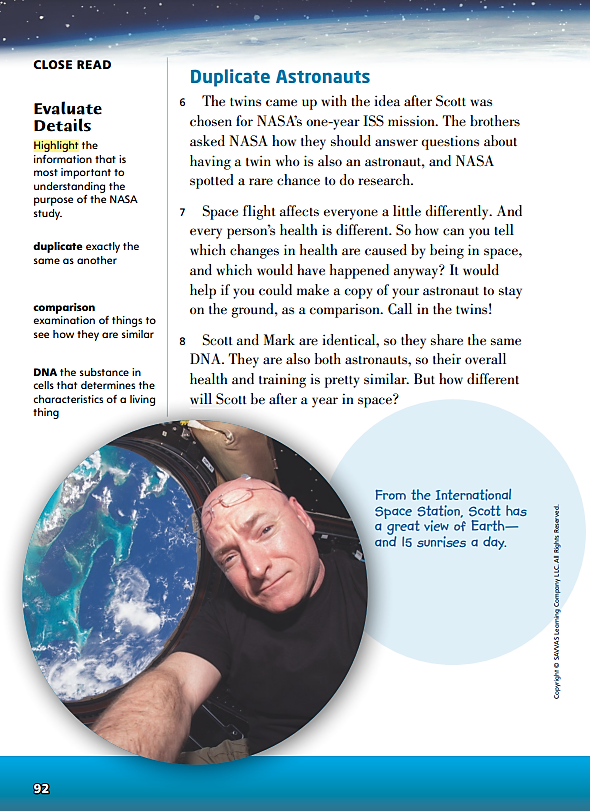 CLOSE READ
Evaluate
Details
Highlight the
information that is
most important to
understanding the
purpose of the NASA
study.
duplicate exactly the
same as another
comparison
examination of things to
see how they are similar
DNA the substance in
cells that determines the
characteristics of a living
thing
Duplicate Astronauts
6 The twins came up with the idea after Scott was
chosen for NASA’s one-year ISS mission. The brothers
asked NASA how they should answer questions about
having a twin who is also an astronaut, and NASA
spotted a rare chance to do research.
7 Space flight affects everyone a little differently. And
every person’s health is different. So how can you tell
which changes in health are caused by being in space,
and which would have happened anyway? It would
help if you could make a copy of your astronaut to stay
on the ground, as a comparison. Call in the twins!
8 Scott and Mark are identical, so they share the same
DNA. They are also both astronauts, so their overall
health and training is pretty similar. But how different
will Scott be after a year in space?
From the International
Space Station, Scott has
a great view of Earth—
and 15 sunrises a day.
Copyright © SAVVAS Learning Company LLC. All Rights Reserved.
92